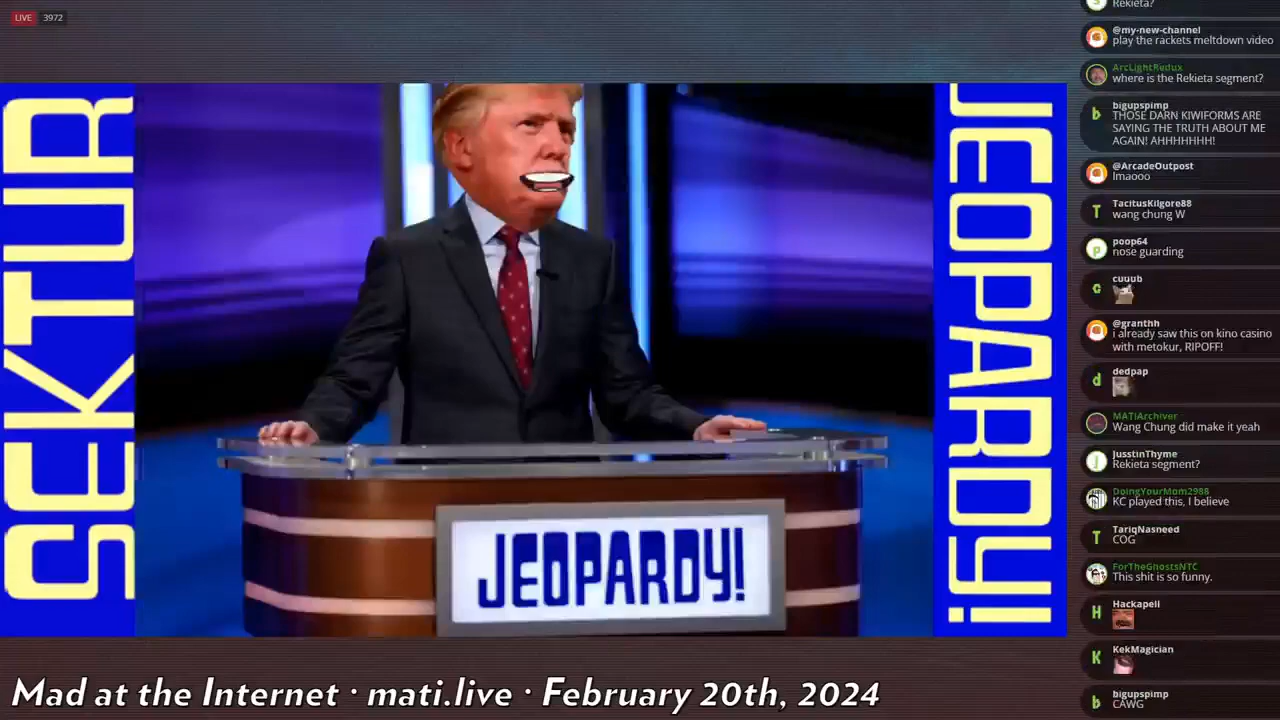 LIVE 3972
SEKTUR
JEOPARDY!
JEOPARDY!
Rekieta?
@my-new-channel
play the rackets meltdown video
ArcLightRedux
where is the Rekieta segment?
bigupspimp
THOSE DARN KIWIFORMS ARE
SAYING THE TRUTH ABOUT ME
AGAIN! AHHHHHHH!
@ArcadeOutpost
lmaooo
TacitusKilgore88
wang chung W
poop64
nose guarding
cuuub
@granthh
i already saw this on kino casino
with metokur, RIPOFF!
dedpap
MATIArchiver
Wang Chung did make it yeah
JusstinThyme
Rekieta segment?
DoingYourMom2988
KC played this, I believe
TariqNasneed
COG
ForTheGhostsNTC
This shit is so funny.
Hackapell
KekMagician
bigupspimp
CAWG
Mad at the Internet · mati.live · February 20th, 2024